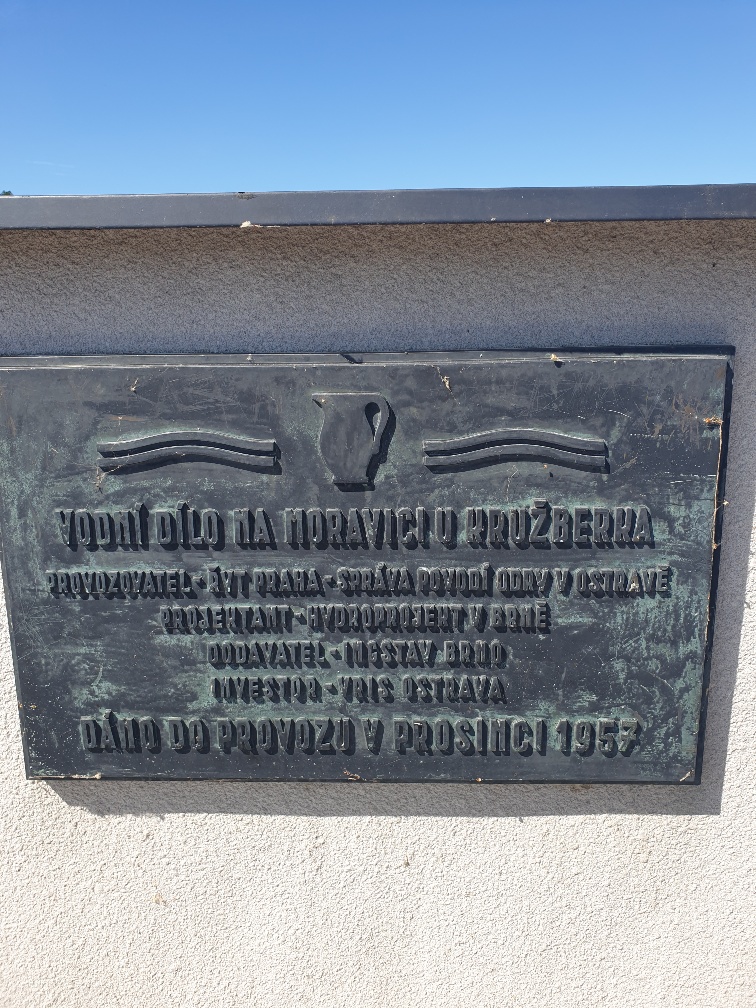 VODNÍ DÍLO NA MORAVICI U KRUŽBERKA
PROVOZOVATEL · ŘVT PRAHA · SPRÁVA POVODÍ ODRY V OSTRAVĚ
PROJEKTANT · HYDROPROJEKT V BRNĚ
DODAVATEL · INGSTAV BRNO
INVESTOR · VRIS OSTRAVA
DÁNO DO PROVOZU V PROSINCI 1957